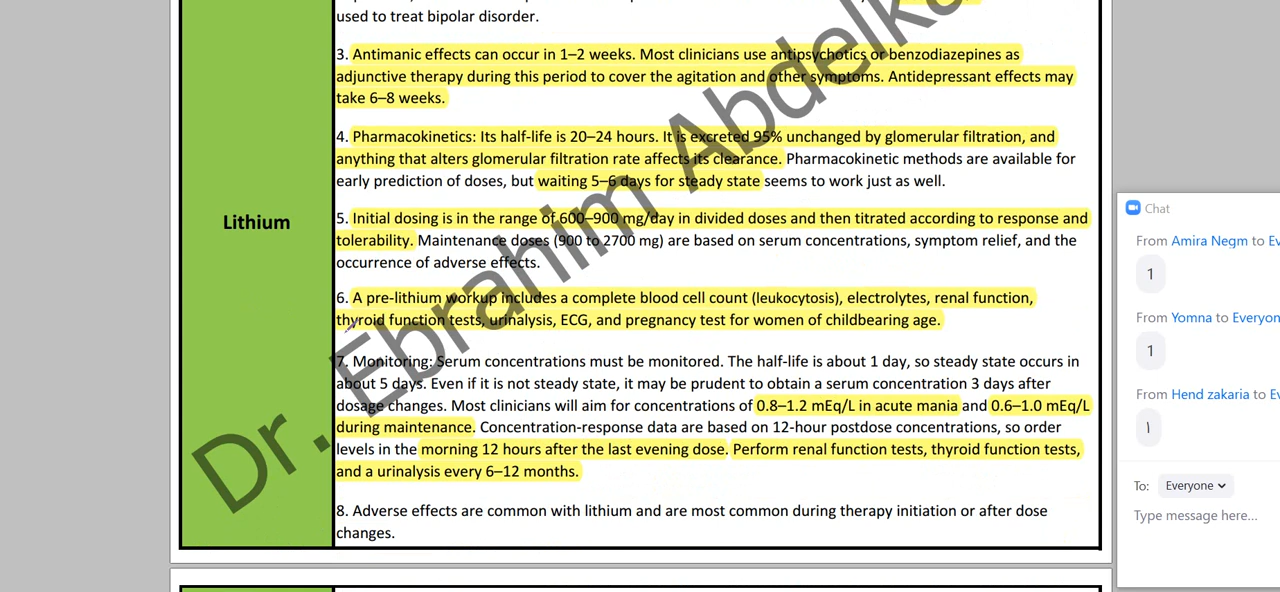 used to treat bipolar disorder.
3. Antimanic effects can occur in 1–2 weeks. Most clinicians use antipsychotics or benzodiazepines as
adjunctive therapy during this period to cover the agitation and other symptoms. Antidepressant effects may
take 6–8 weeks.
4. Pharmacokinetics: Its half-life is 20–24 hours. It is excreted 95% unchanged by glomerular filtration, and
anything that alters glomerular filtration rate affects its clearance. Pharmacokinetic methods are available for
early prediction of doses, but waiting 5–6 days for steady state seems to work just as well.
Lithium
5. Initial dosing is in the range of 600–900 mg/day in divided doses and then titrated according to response and
tolerability. Maintenance doses (900 to 2700 mg) are based on serum concentrations, symptom relief, and the
occurrence of adverse effects.
6. A pre-lithium workup includes a complete blood cell count (leukocytosis), electrolytes, renal function,
thyroid function tests, urinalysis, ECG, and pregnancy test for women of childbearing age.
7. Monitoring: Serum concentrations must be monitored. The half-life is about 1 day, so steady state occurs in
about 5 days. Even if it is not steady state, it may be prudent to obtain a serum concentration 3 days after
dosage changes. Most clinicians will aim for concentrations of 0.8–1.2 mEq/L in acute mania and 0.6–1.0 mEq/L
during maintenance. Concentration-response data are based on 12-hour postdose concentrations, so order
levels in the morning 12 hours after the last evening dose. Perform renal function tests, thyroid function tests,
and a urinalysis every 6–12 months.
8. Adverse effects are common with lithium and are most common during therapy initiation or after dose
changes.
Dr. Ebrahim
Chat
From Amira Negm to
1
From Yomna to Everyon
1
From Hend zakaria to
١
To: Everyone
Type message here...